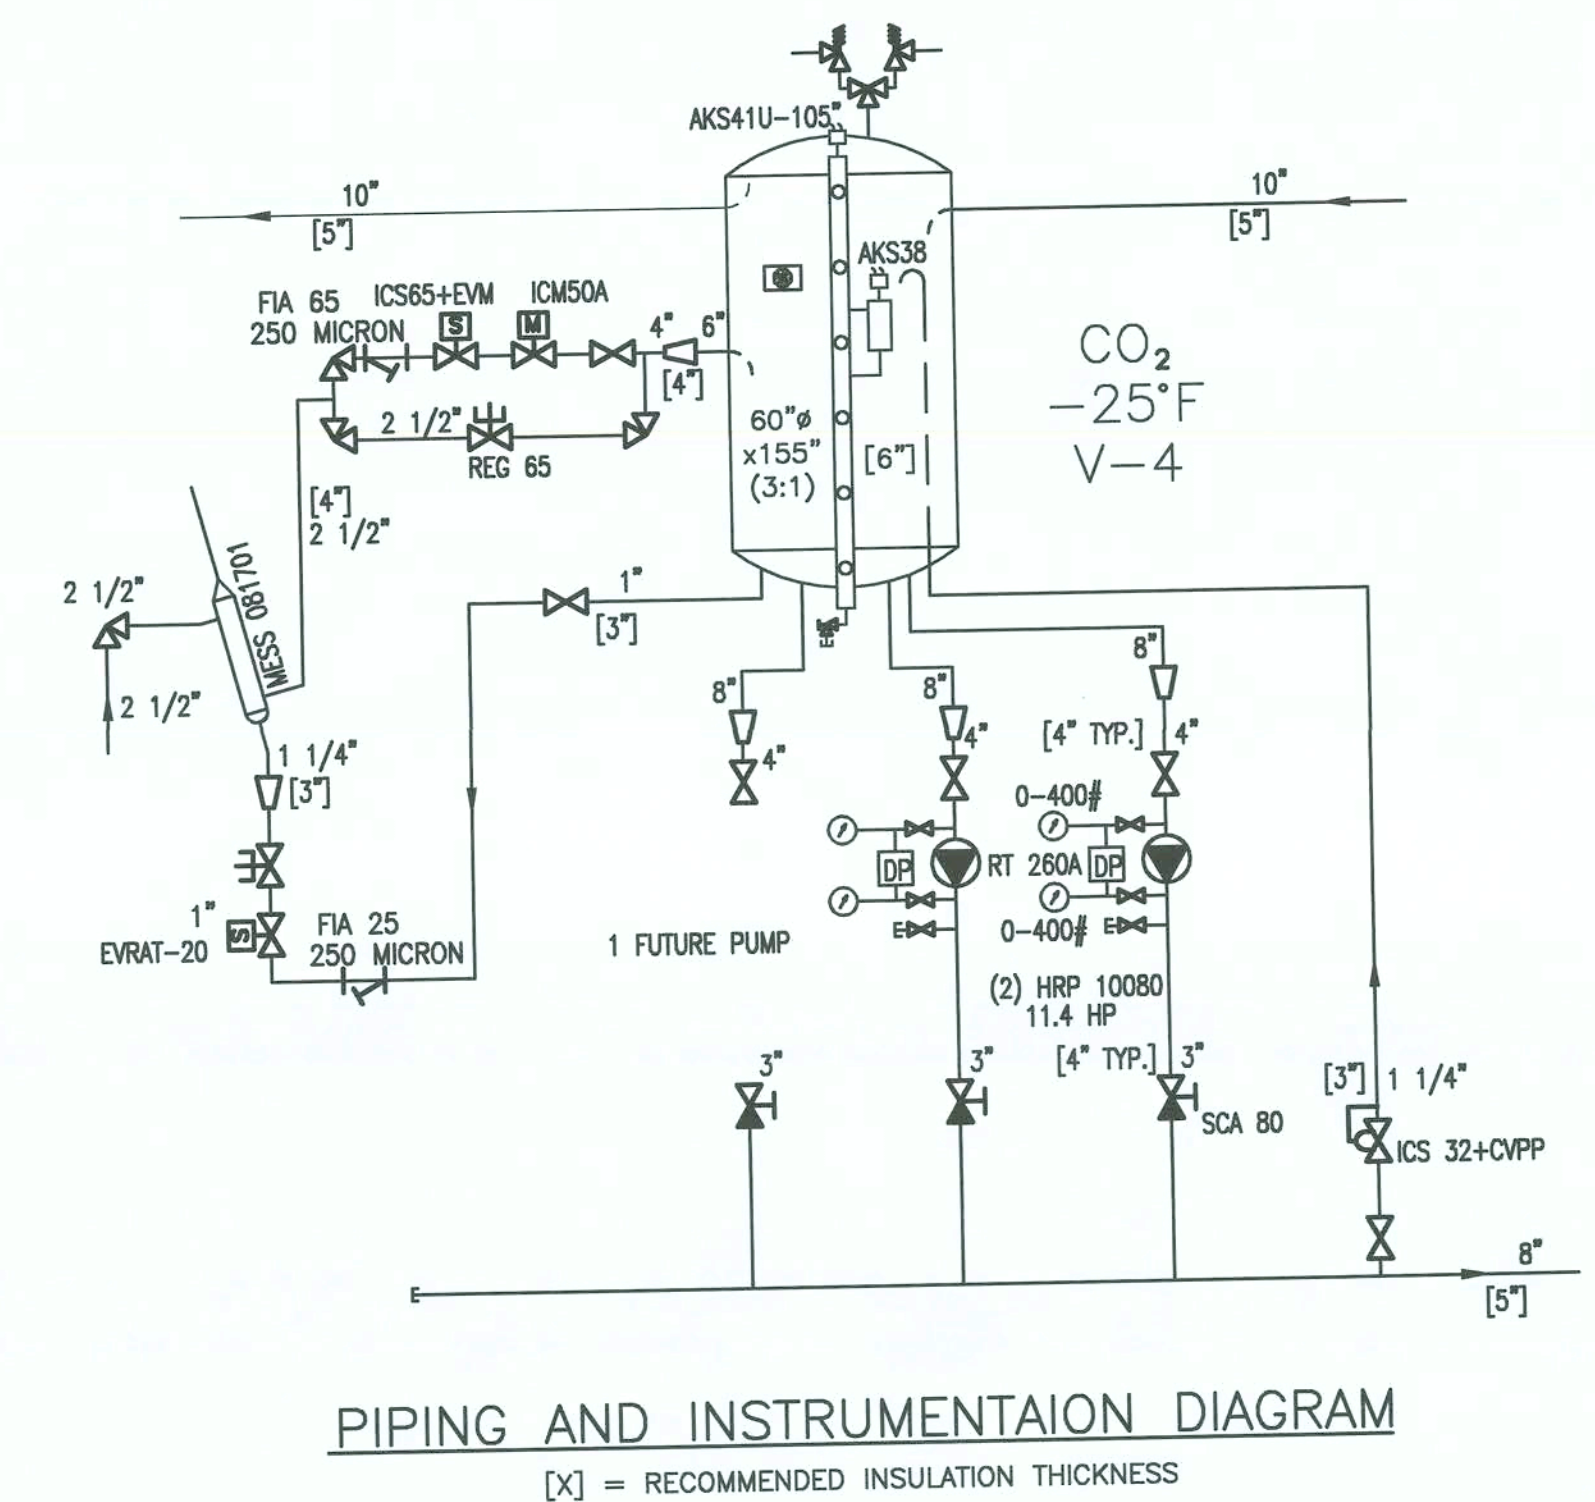 AKS41U-105"
10"
[5"]
10"
[5"]
AKS38
FIA 65
250 MICRON
ICS65+EVM
ICM50A
S
M
4"
6"
[4"]
2 1/2"
REG 65
60"ø
x155"
(3:1)
[6"]
CO₂
-25°F
V-4
[4"]
2 1/2"
MESS 081701
2 1/2"
2 1/2"
1"
[3"]
1 1/4"
[3"]
8"
4"
8"
4"
8"
[4" TYP.]
4"
0-400#
DP
RT 260A
DP
0-400#
E
E
E
1"
EVRAT-20
S
FIA 25
250 MICRON
1 FUTURE PUMP
(2) HRP 10080
11.4 HP
3"
3"
[4" TYP.]
3"
SCA 80
[3"]
1 1/4"
ICS 32+CVPP
E
8"
[5"]
PIPING AND INSTRUMENTAION DIAGRAM
[X] = RECOMMENDED INSULATION THICKNESS